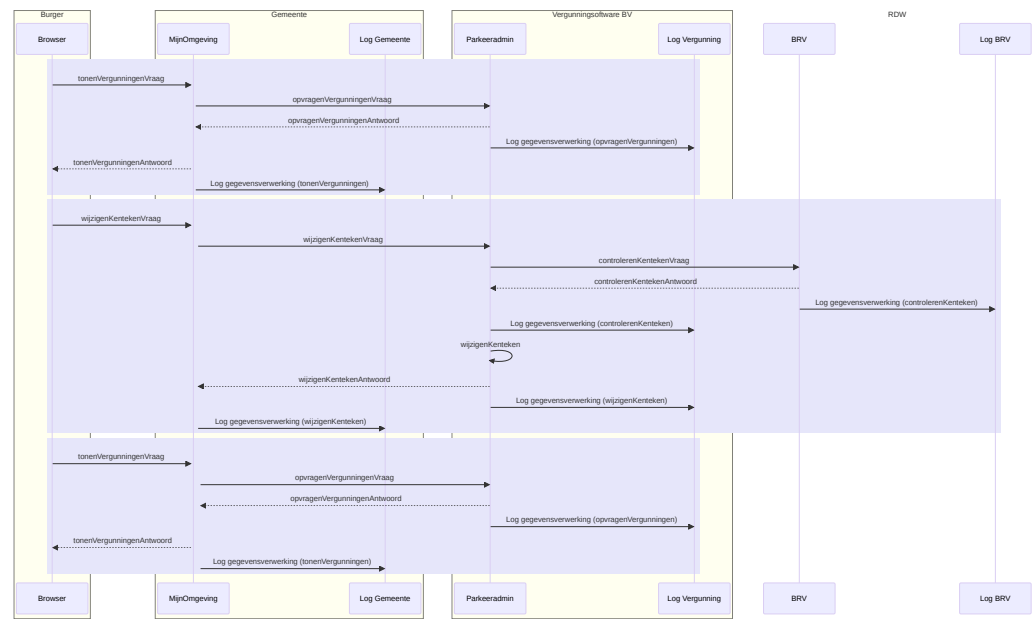 Burger
Gemeente
Vergunningsoftware BV
RDW
Browser
MijnOmgeving
Log Gemeente
Parkeeradmin
Log Vergunning
BRV
Log BRV
tonenVergunningenVraag
opvragenVergunningenVraag
opvragenVergunningenAntwoord
Log gegevensverwerking (opvragenVergunningen)
tonenVergunningenAntwoord
Log gegevensverwerking (tonenVergunningen)
wijzigenKentekenVraag
wijzigenKentekenVraag
controlerenKentekenVraag
controlerenKentekenAntwoord
Log gegevensverwerking (controlerenKenteken)
Log gegevensverwerking (controlerenKenteken)
wijzigenKenteken
wijzigenKentekenAntwoord
Log gegevensverwerking (wijzigenKenteken)
Log gegevensverwerking (wijzigenKenteken)
tonenVergunningenVraag
opvragenVergunningenVraag
opvragenVergunningenAntwoord
Log gegevensverwerking (opvragenVergunningen)
tonenVergunningenAntwoord
Log gegevensverwerking (tonenVergunningen)
Browser
MijnOmgeving
Log Gemeente
Parkeeradmin
Log Vergunning
BRV
Log BRV